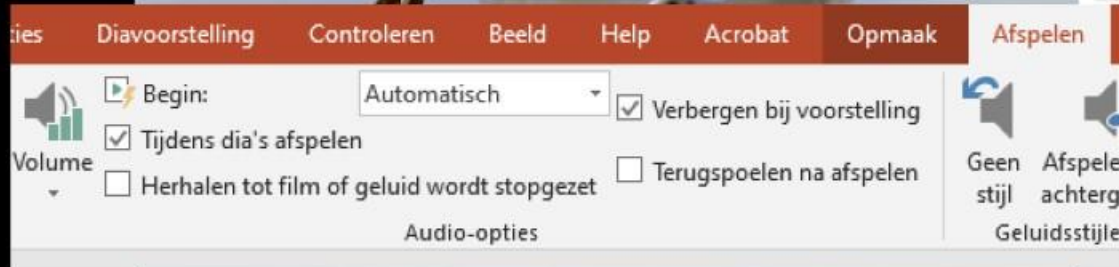 ties Diavoorstelling Controleren Beeld Help Acrobat Opmaak Afspelen
Begin: Automatisch
Verbergen bij voorstelling
Tijdens dia's afspelen
Volume
Herhalen tot film of geluid wordt stopgezet
Terugspoelen na afspelen
Geen stijl
Afspele
achterg
Audio-opties
Geluidsstijle